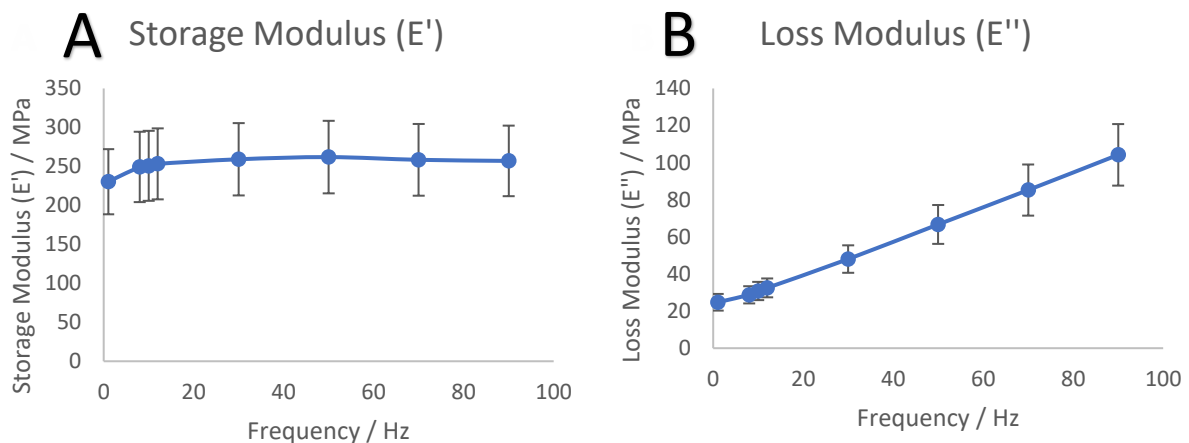 A Storage Modulus (E')
Storage Modulus (E') / MPa
350
300
250
200
150
100
50
0
0 20 40 60 80 100
Frequency / Hz
B Loss Modulus (E'')
Loss Modulus (E'') / MPa
140
120
100
80
60
40
20
0
0 20 40 60 80 100
Frequency / Hz